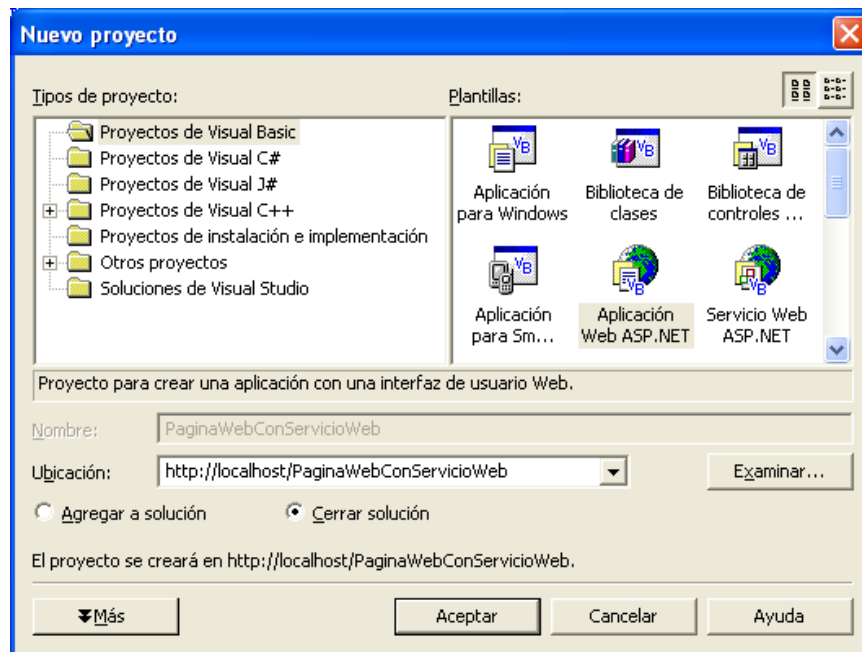 Nuevo proyecto
Tipos de proyecto:
Plantillas:
Proyectos de Visual Basic
Proyectos de Visual C#
Proyectos de Visual J#
Proyectos de Visual C++
Proyectos de instalación e implementación
Otros proyectos
Soluciones de Visual Studio
Aplicación
para Windows
Biblioteca de
clases
Biblioteca de
controles ...
Aplicación
para Sm...
Aplicación
Web ASP.NET
Servicio Web
ASP.NET
Proyecto para crear una aplicación con una interfaz de usuario Web.
Nombre:
PaginaWebConServicioWeb
Ubicación:
http://localhost/PaginaWebConServicioWeb
Examinar...
Agregar a solución
Cerrar solución
El proyecto se creará en http://localhost/PaginaWebConServicioWeb.
Más
Aceptar
Cancelar
Ayuda